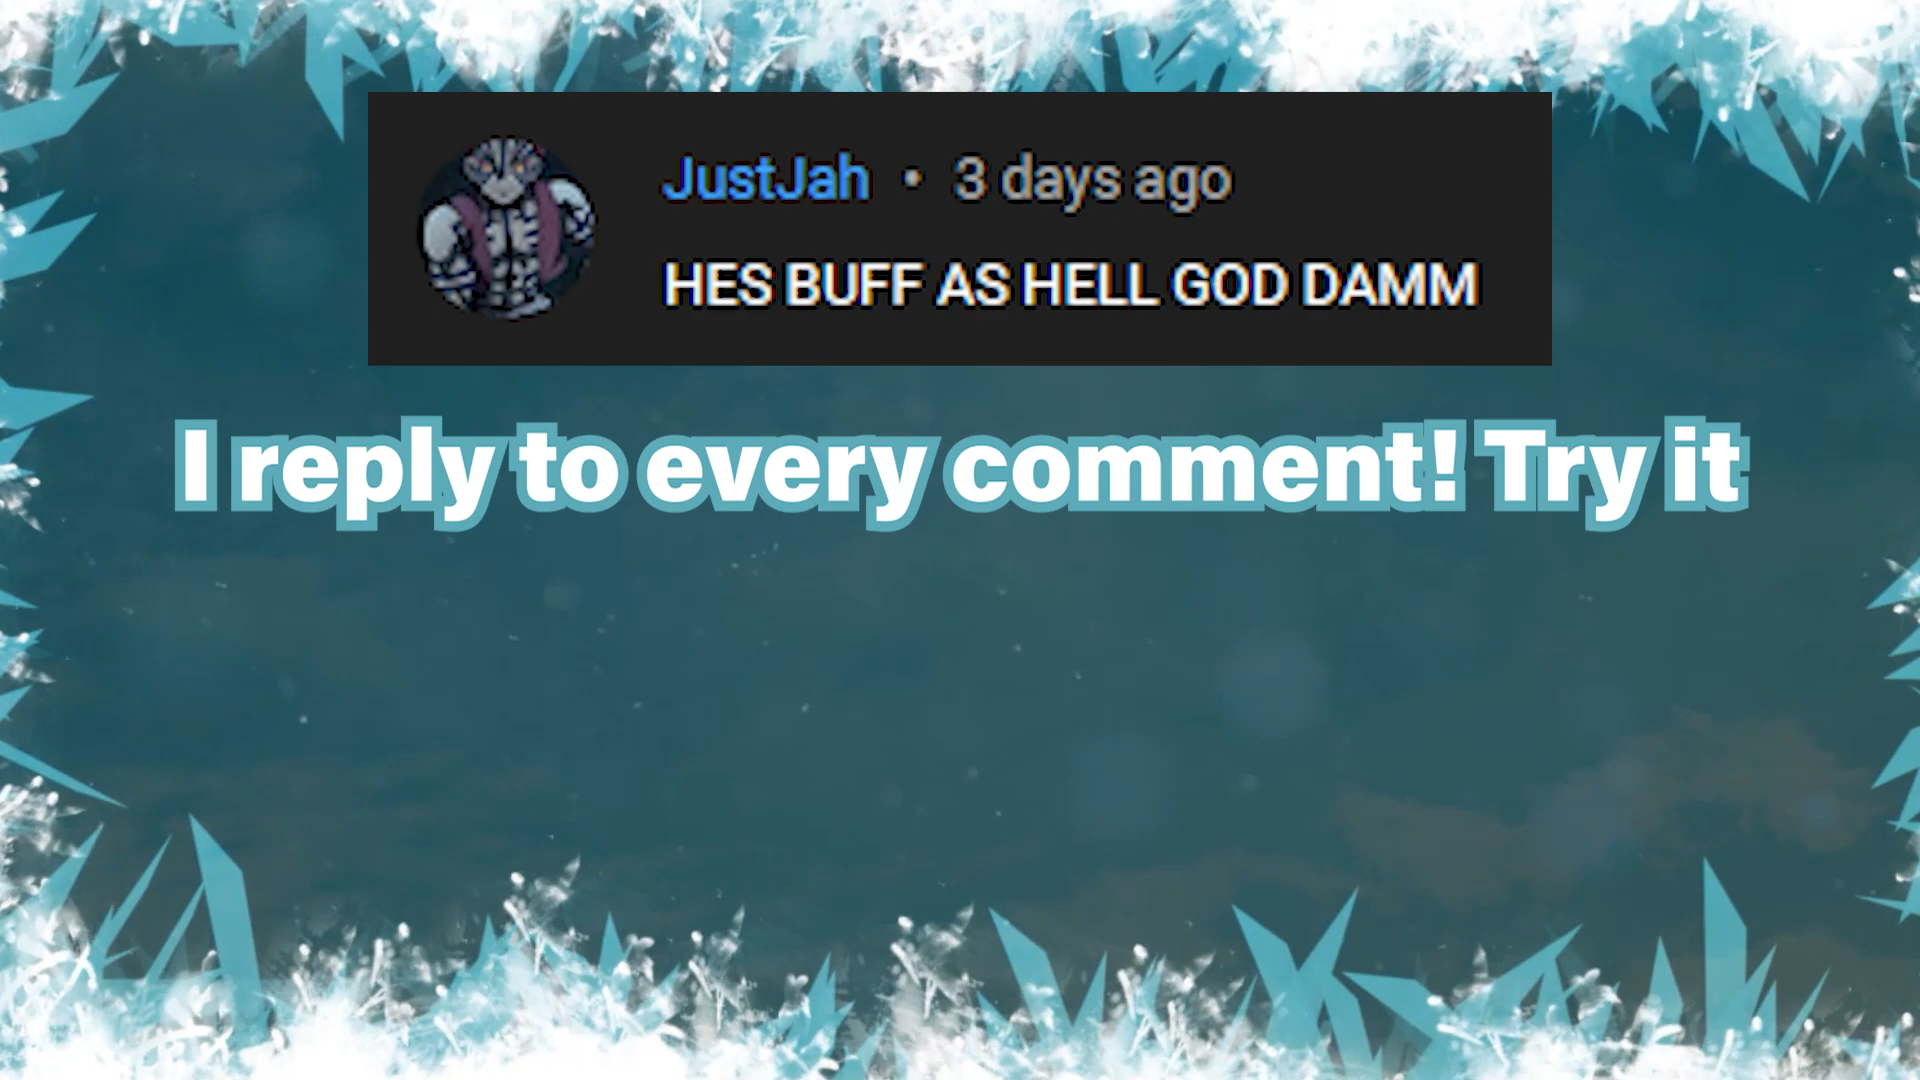 JustJah • 3 days ago
HES BUFF AS HELL GOD DAMM
I reply to every comment! Try it